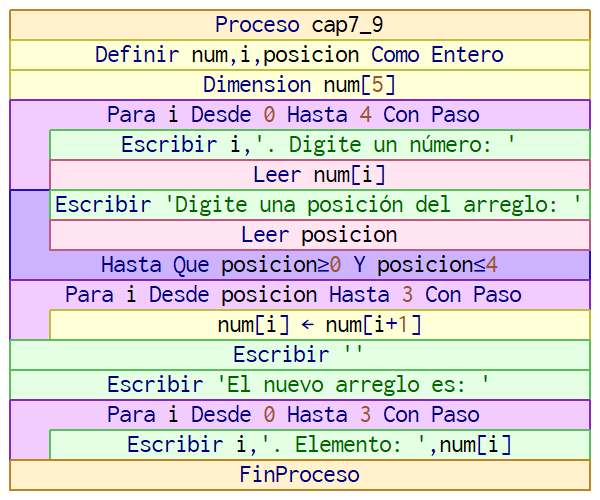 Proceso cap7_9
Definir num,i,posicion Como Entero
Dimension num[5]
Para i Desde 0 Hasta 4 Con Paso
Escribir i,'. Digite un número: '
Leer num[i]
Escribir 'Digite una posición del arreglo: '
Leer posicion
Hasta Que posicion≥0 Y posicion≤4
Para i Desde posicion Hasta 3 Con Paso
num[i] ← num[i+1]
Escribir ''
Escribir 'El nuevo arreglo es: '
Para i Desde 0 Hasta 3 Con Paso
Escribir i,'. Elemento: ',num[i]
FinProceso